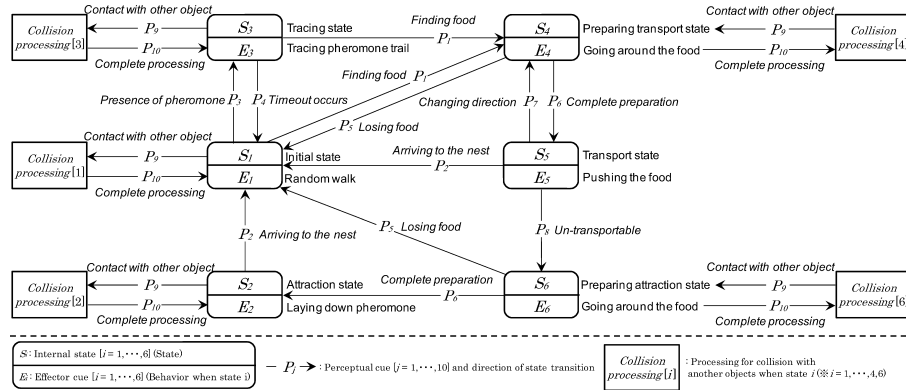 Contact with other object
Collision
processing [3]
P9
P10
Complete processing
S3
E3
Tracing state
Tracing pheromone trail
Finding food
P1
S4
E4
Preparing transport state
Going around the food
Contact with other object
P9
P10
Complete processing
Collision
processing [4]
Presence of pheromone P3
P4 Timeout occurs
Finding food
P1
P5 Losing food
Changing direction P7
P6 Complete preparation
Contact with other object
Collision
processing [1]
P9
P10
Complete processing
S1
E1
Initial state
Random walk
Arriving to the nest
P2
S5
E5
Transport state
Pushing the food
P2 Arriving to the nest
P5 Losing food
P8 Un-transportable
Contact with other object
Collision
processing [2]
P9
P10
Complete processing
S2
E2
Attraction state
Laying down pheromone
Complete preparation
P6
S6
E6
Preparing attraction state
Going around the food
Contact with other object
P9
P10
Complete processing
Collision
processing [6]
Si : Internal state [i = 1,･･･,6] (State)
Ei : Effector cue [i = 1,･･･,6] (Behavior when state i)
Pi : Perceptual cue [i = 1,･･･,10] and direction of state transition
Collision
processing [i]
: Processing for collision with
another objects when state i (※ i = 1,･･･,4,6)